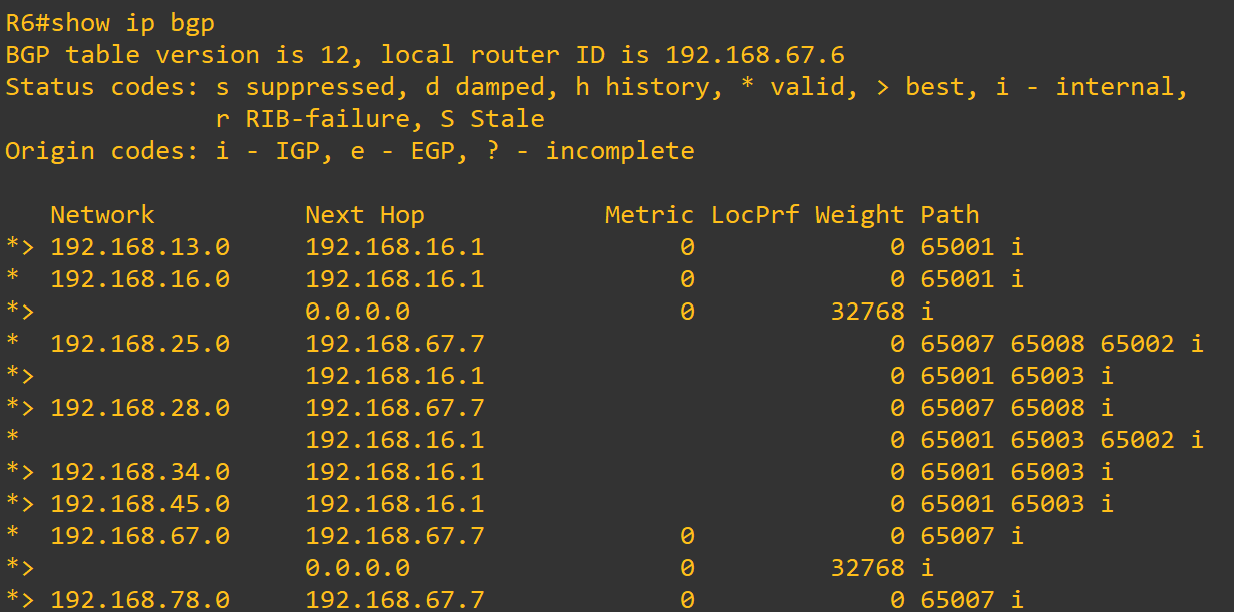 R6#show ip bgp
BGP table version is 12, local router ID is 192.168.67.6
Status codes: s suppressed, d damped, h history, * valid, > best, i - internal,
              r RIB-failure, S Stale
Origin codes: i - IGP, e - EGP, ? - incomplete

   Network          Next Hop            Metric LocPrf Weight Path
*> 192.168.13.0     192.168.16.1             0             0 65001 i
*  192.168.16.0     192.168.16.1             0             0 65001 i
*>                  0.0.0.0                  0         32768 i
*  192.168.25.0     192.168.67.7                           0 65007 65008 65002 i
*>                  192.168.16.1                           0 65001 65003 i
*> 192.168.28.0     192.168.67.7                           0 65007 65008 i
*                   192.168.16.1                           0 65001 65003 65002 i
*> 192.168.34.0     192.168.16.1                           0 65001 65003 i
*> 192.168.45.0     192.168.16.1                           0 65001 65003 i
*  192.168.67.0     192.168.67.7             0             0 65007 i
*>                  0.0.0.0                  0         32768 i
*> 192.168.78.0     192.168.67.7             0             0 65007 i